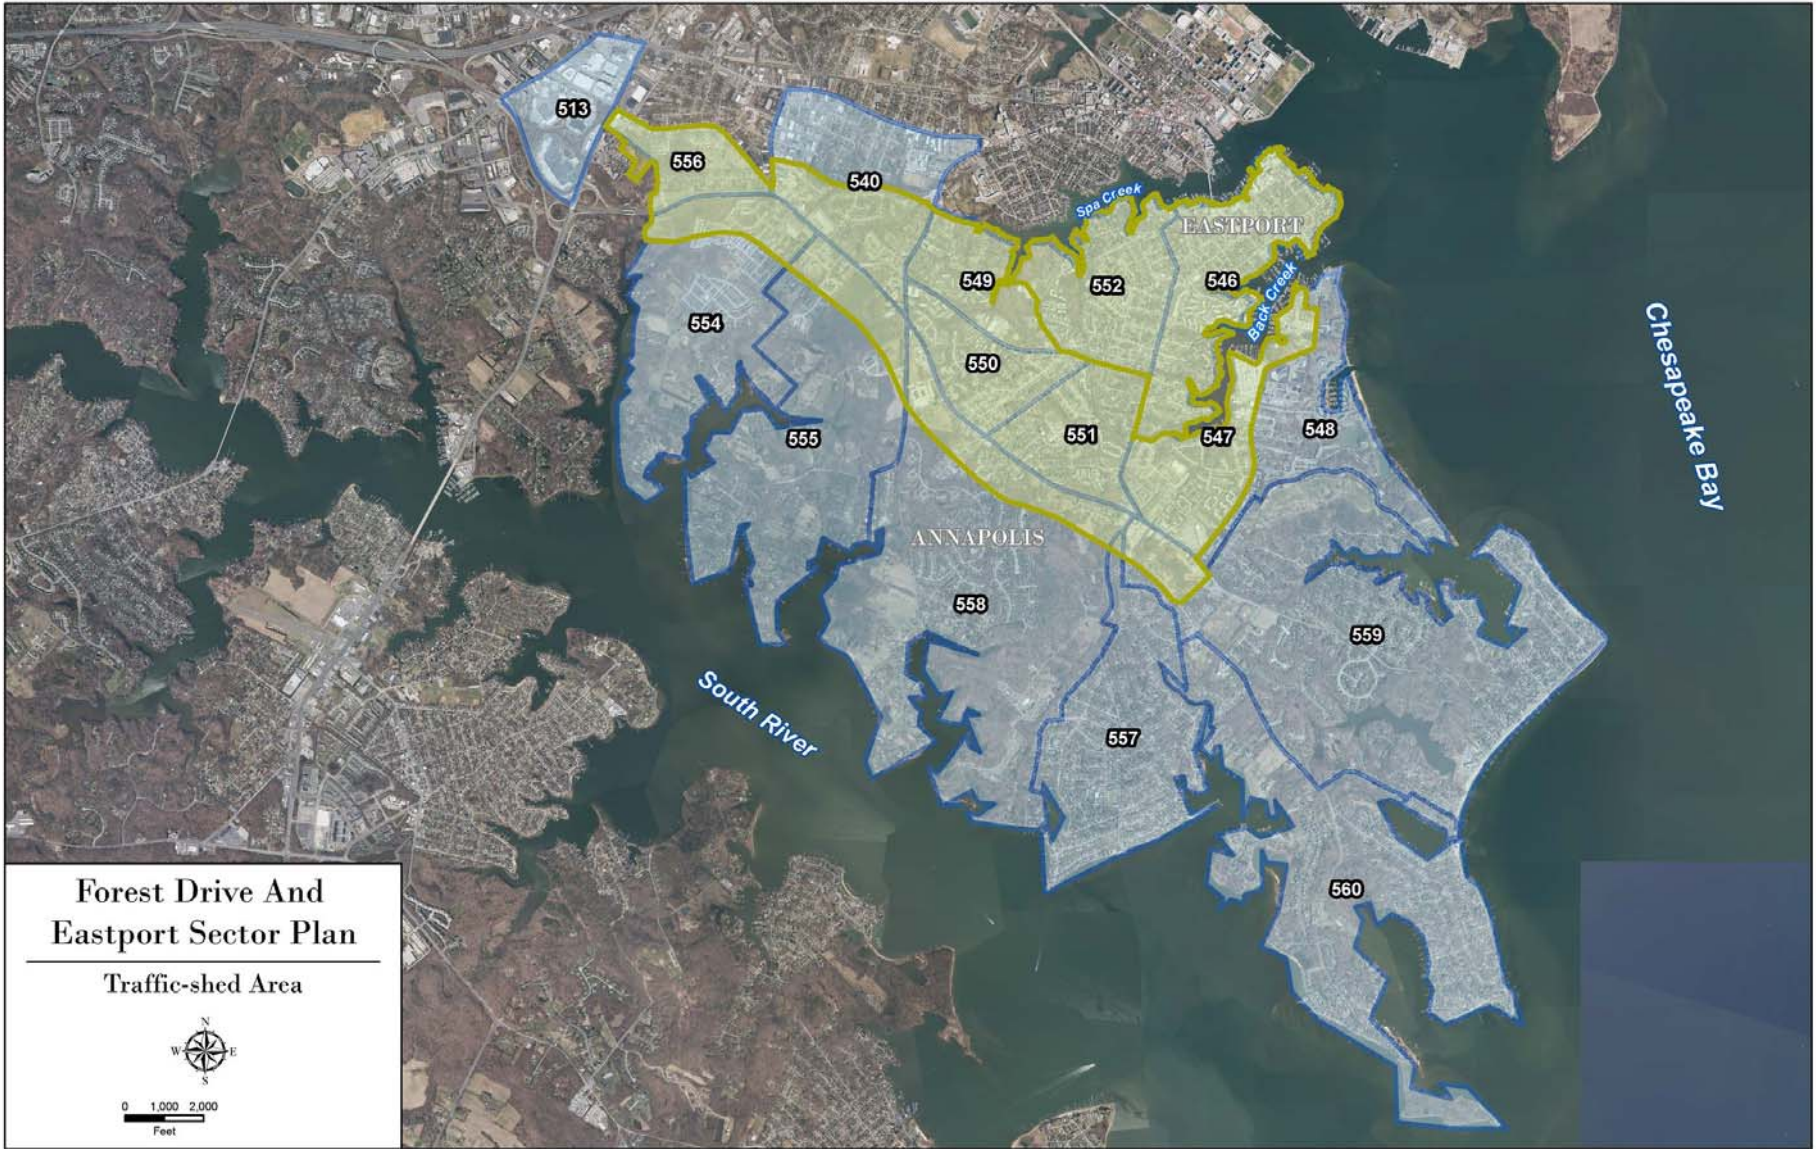 513
556
540
Spa Creek
EASTPORT
549
552
546
Back Creek
554
550
Chesapeake Bay
555
551
547
548
ANNAPOLIS
558
559
South River
557
560
Forest Drive And
Eastport Sector Plan
Traffic-shed Area
N
W E
S
0 1,000 2,000
Feet